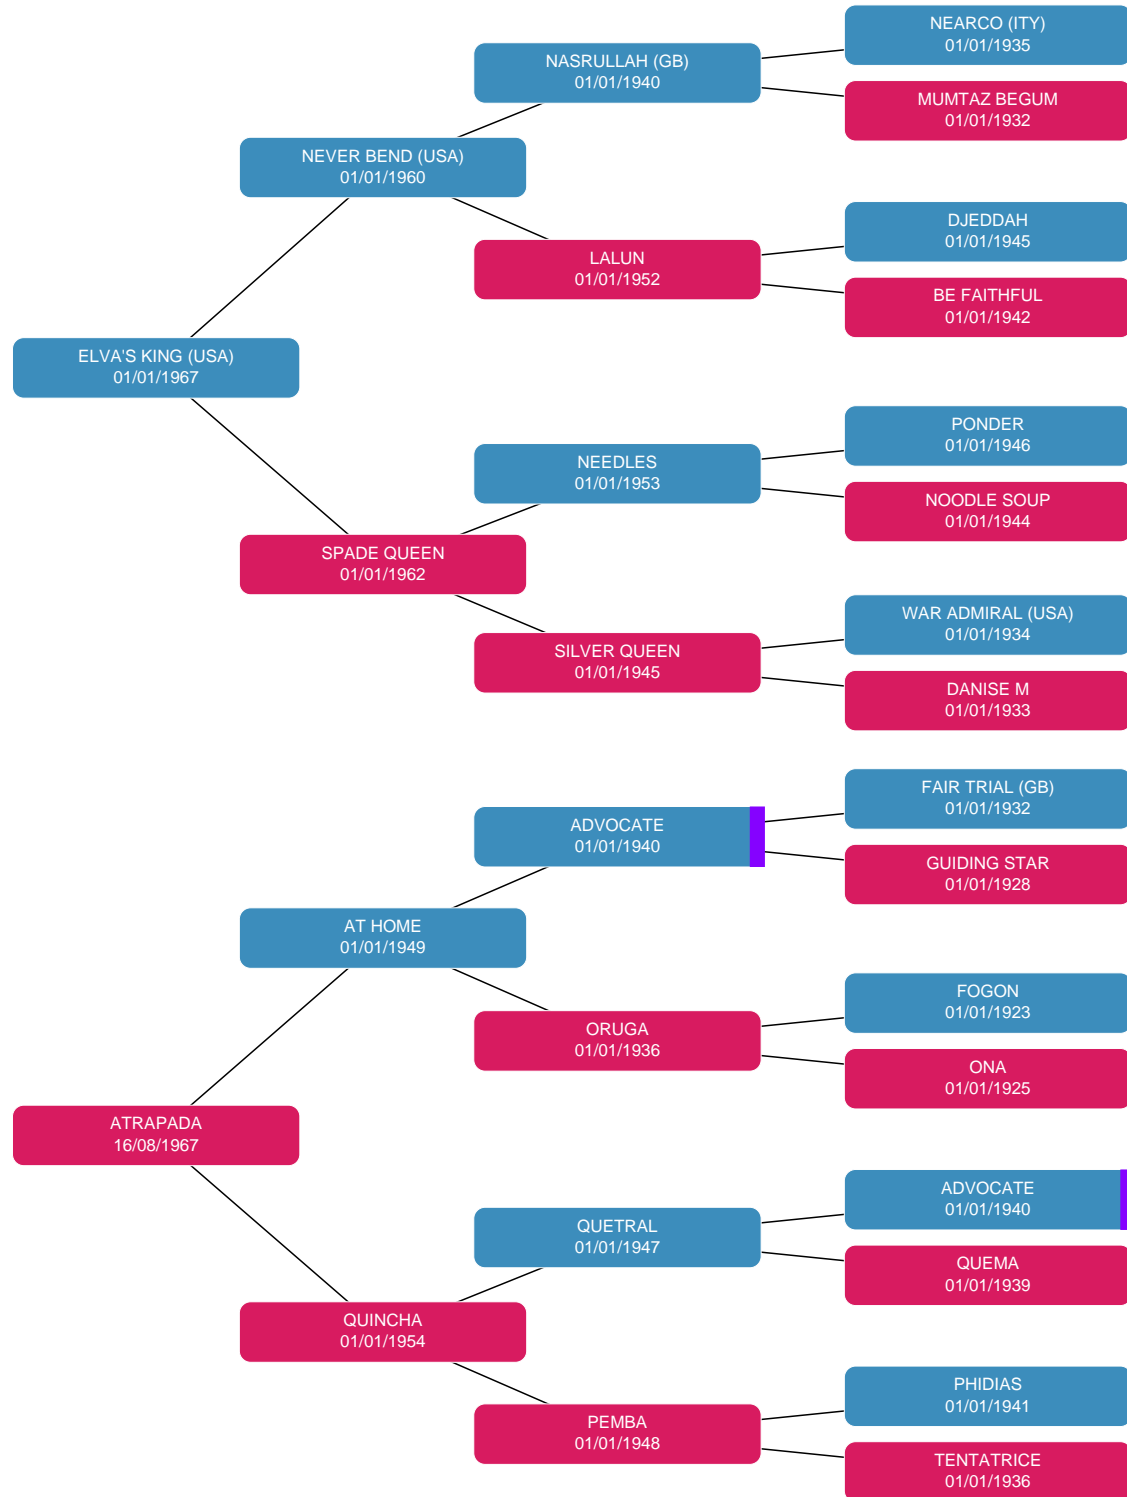 NEARCO (ITY)
01/01/1935
NASRULLAH (GB)
01/01/1940
MUMTAZ BEGUM
01/01/1932
NEVER BEND (USA)
01/01/1960
DJEDDAH
01/01/1945
LALUN
01/01/1952
BE FAITHFUL
01/01/1942
ELVA'S KING (USA)
01/01/1967
PONDER
01/01/1946
NEEDLES
01/01/1953
NOODLE SOUP
01/01/1944
SPADE QUEEN
01/01/1962
WAR ADMIRAL (USA)
01/01/1934
SILVER QUEEN
01/01/1945
DANISE M
01/01/1933
FAIR TRIAL (GB)
01/01/1932
ADVOCATE
01/01/1940
GUIDING STAR
01/01/1928
AT HOME
01/01/1949
FOGON
01/01/1923
ORUGA
01/01/1936
ONA
01/01/1925
ATRAPADA
16/08/1967
ADVOCATE
01/01/1940
QUETRAL
01/01/1947
QUEMA
01/01/1939
QUINCHA
01/01/1954
PHIDIAS
01/01/1941
PEMBA
01/01/1948
TENTATRICE
01/01/1936